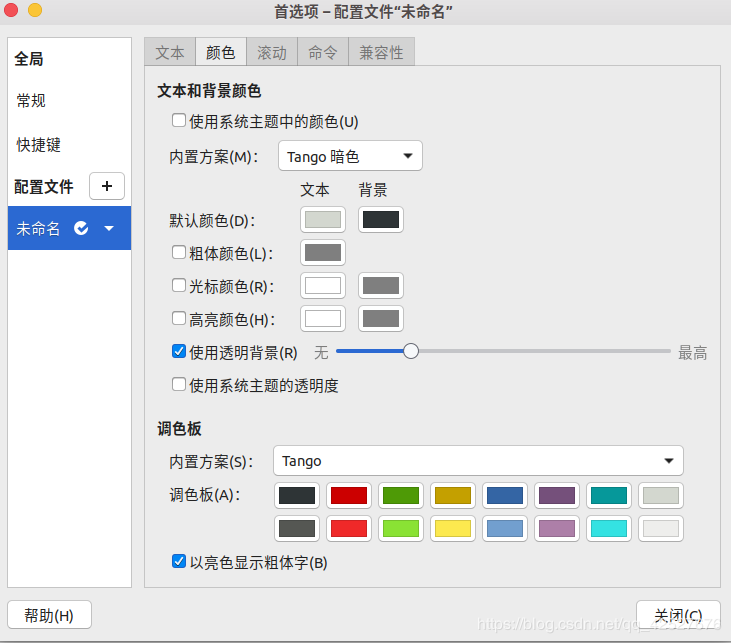 首选项 – 配置文件“未命名”
全局
常规
快捷键
配置文件 +
未命名
文本 颜色 滚动 命令 兼容性
文本和背景颜色
使用系统主题中的颜色(U)
内置方案(M): Tango 暗色
文本 背景
默认颜色(D):
粗体颜色(L):
光标颜色(R):
高亮颜色(H):
使用透明背景(R) 无 最高
使用系统主题的透明度
调色板
内置方案(S): Tango
调色板(A):
以亮色显示粗体字(B)
帮助(H) 关闭(C)